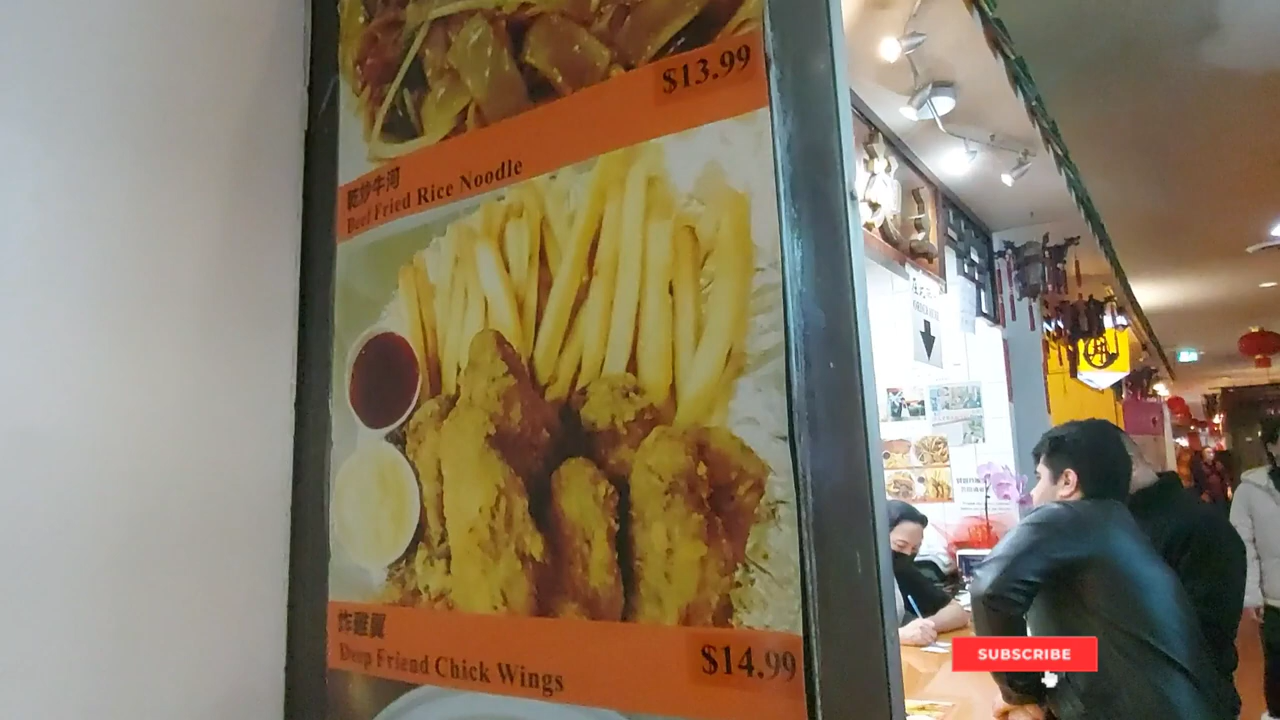 $13.99
乾炒牛河
Beef Fried Rice Noodle
炸雞翼
Deep Friend Chick Wings
$14.99
SUBSCRIBE